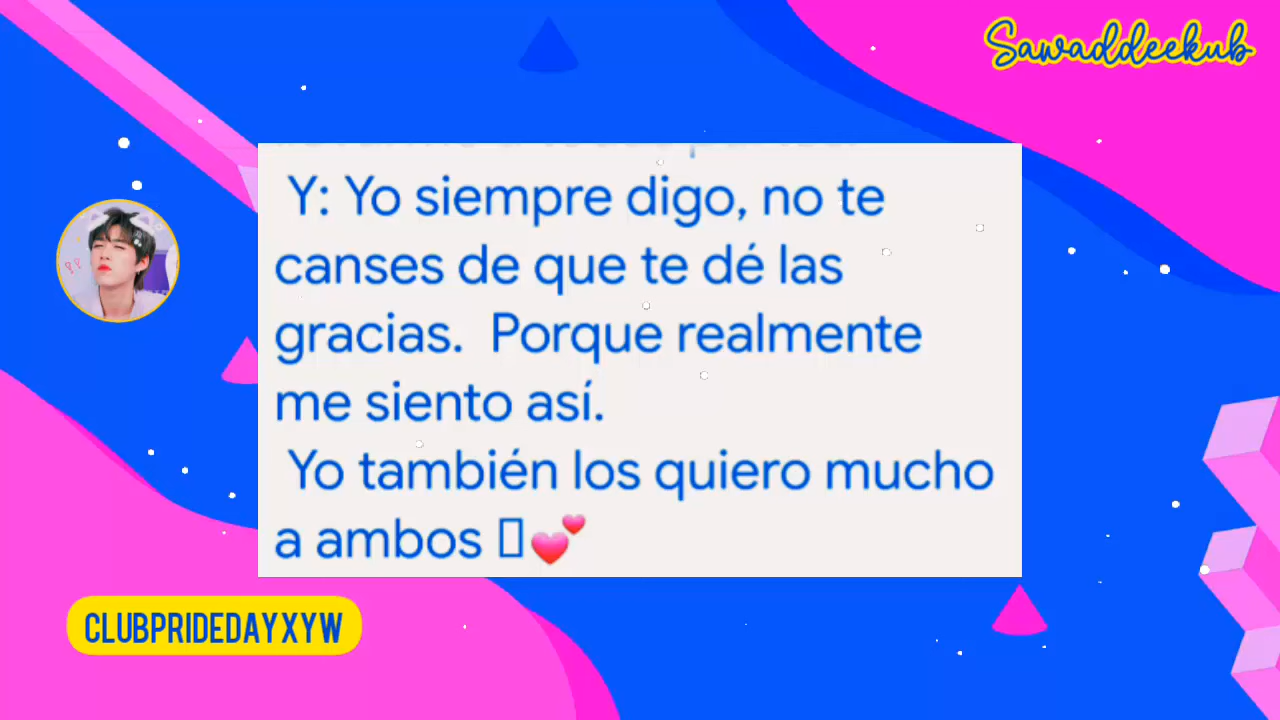 Sawaddeekub
Y: Yo siempre digo, no te
canses de que te dé las
gracias. Porque realmente
me siento así.
Yo también los quiero mucho
a ambos 💕
CLUBPRIDEDAYXYW